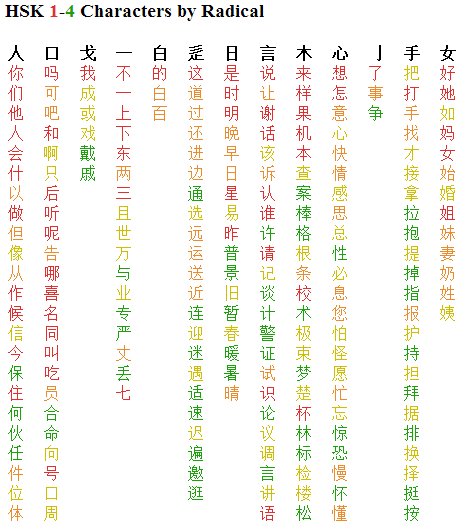 HSK 1-4 Characters by Radical
人 口 戈 一 白 辵 日 言 木 心 亅 手 女
你 吗 我 不 的 这 是 说 来 想 了 把 好
们 可 成 一 白 道 时 让 样 怎 事 打 她
他 吧 或 上 百 过 明 谢 果 意 争 手 如
人 和 戏 下 还 晚 话 机 心 找 妈
会 啊 戴 东 进 早 该 本 快 才 女
什 只 戚 两 边 日 诉 查 情 接 始
以 后 三 通 星 认 案 感 拿 婚
做 听 且 选 易 谁 棒 思 拉 姐
但 呢 世 远 昨 许 格 总 抱 妹
像 告 万 运 普 请 根 性 提 妻
从 哪 与 送 景 记 条 必 掉 奶
作 喜 业 近 旧 谈 校 息 指 姓
候 名 专 连 暂 计 术 您 报 姨
信 同 严 迎 春 警 极 怕 护
今 叫 丈 迷 暖 证 束 怪 持
保 吃 丢 遇 暑 试 梦 愿 担
住 员 七 适 晴 识 楚 忙 拜
何 合 速 论 杯 忘 据
伙 命 迟 议 林 惊 排
任 向 遍 调 标 恐 换
件 号 邀 言 检 慢 择
位 口 逛 讲 楼 怀 挺
体 周 语 松 懂 按